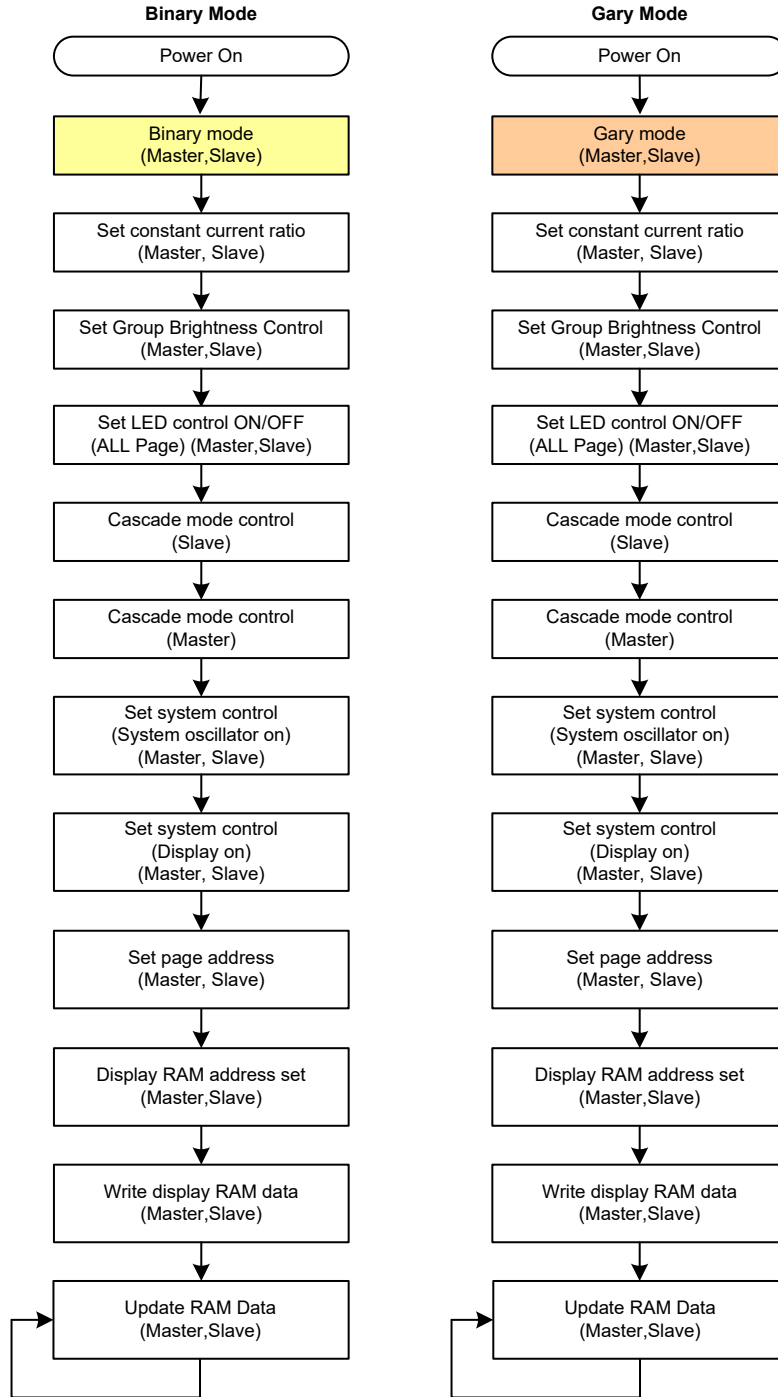 Binary Mode
Power On
Binary mode
(Master,Slave)
Set constant current ratio
(Master, Slave)
Set Group Brightness Control
(Master,Slave)
Set LED control ON/OFF
(ALL Page) (Master,Slave)
Cascade mode control
(Slave)
Cascade mode control
(Master)
Set system control
(System oscillator on)
(Master, Slave)
Set system control
(Display on)
(Master, Slave)
Set page address
(Master, Slave)
Display RAM address set
(Master,Slave)
Write display RAM data
(Master,Slave)
Update RAM Data
(Master,Slave)
Gary Mode
Power On
Gary mode
(Master,Slave)
Set constant current ratio
(Master, Slave)
Set Group Brightness Control
(Master,Slave)
Set LED control ON/OFF
(ALL Page) (Master,Slave)
Cascade mode control
(Slave)
Cascade mode control
(Master)
Set system control
(System oscillator on)
(Master, Slave)
Set system control
(Display on)
(Master, Slave)
Set page address
(Master, Slave)
Display RAM address set
(Master,Slave)
Write display RAM data
(Master,Slave)
Update RAM Data
(Master,Slave)